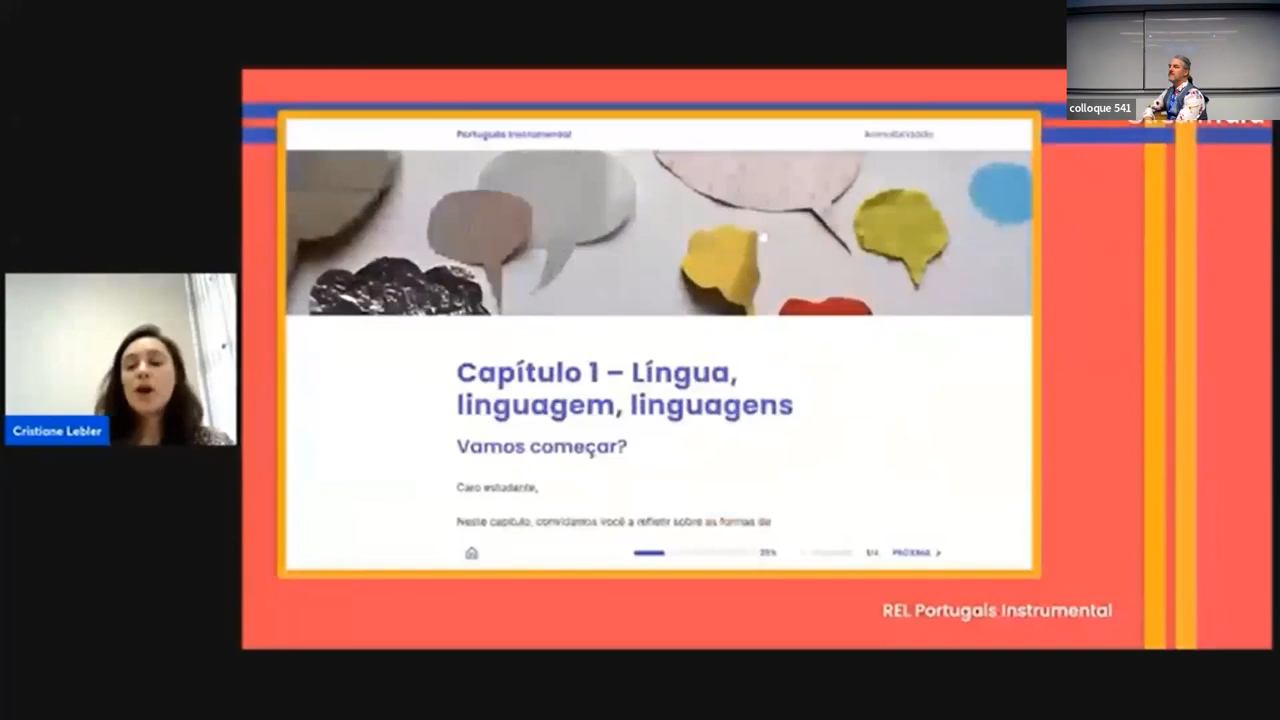 colloque 541
Português Instrumental
Acessibilidade
Capítulo 1 – Língua,
linguagem, linguagens
Vamos começar?
Caro estudante,
Neste capítulo, convidamos você a refletir sobre as formas de
25%
1/4
PRÓXIMA
Cristiane Lebler
REL Portugais Instrumental